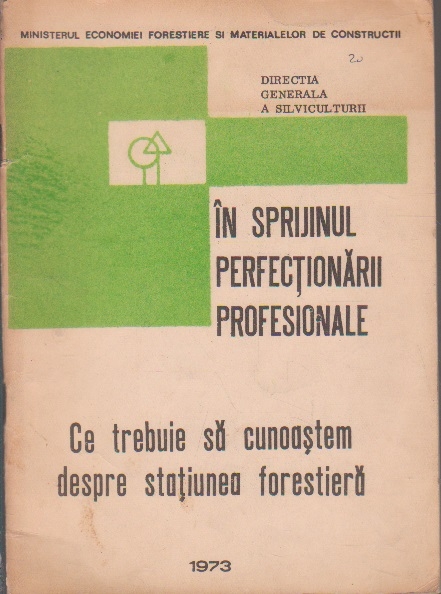 MINISTERUL ECONOMIEI FORESTIERE SI MATERIALELOR DE CONSTRUCTII
20
DIRECTIA
GENERALA
A SILVICULTURII
ÎN SPRIJINUL
PERFECȚIONĂRII
PROFESIONALE
Ce trebuie să cunoaștem
despre stațiunea forestieră
1973